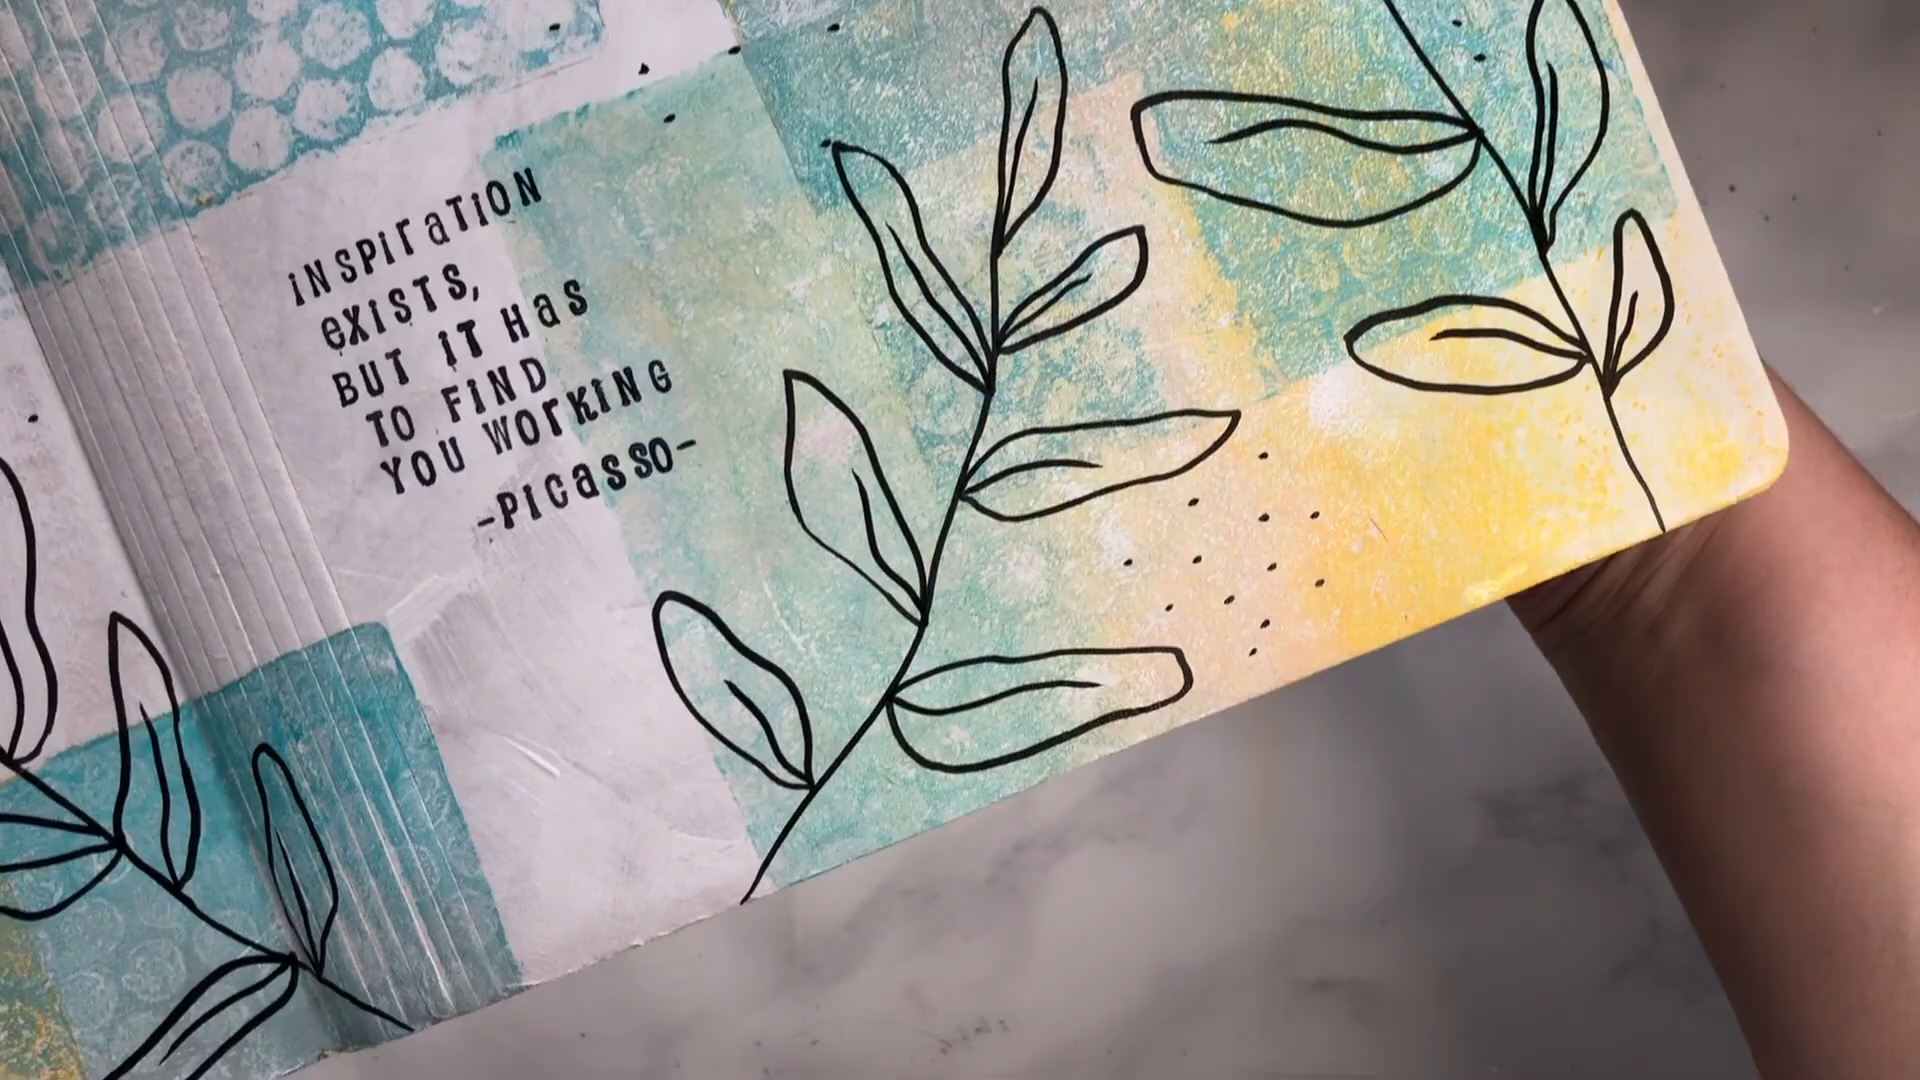 iNSPiraTiON
eXiSTS,
BUT iT Has
TO FiND
YOU WOrKiNG
-Picasso-